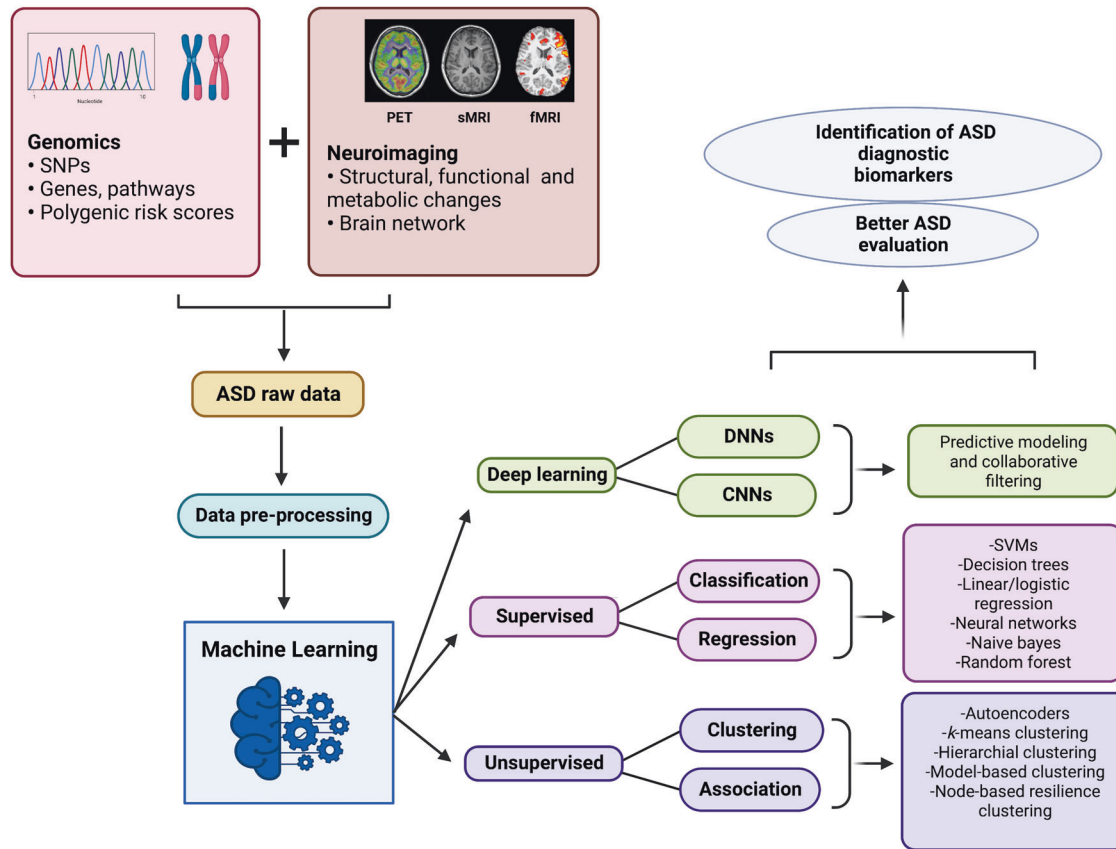 1
10
Nucleotide
Genomics
• SNPs
• Genes, pathways
• Polygenic risk scores
+
PET
sMRI
fMRI
Neuroimaging
• Structural, functional and
metabolic changes
• Brain network
Identification of ASD
diagnostic
biomarkers
Better ASD
evaluation
ASD raw data
Data pre-processing
Machine Learning
Deep learning
DNNs
CNNs
Predictive modeling
and collaborative
filtering
Supervised
Classification
Regression
-SVMs
-Decision trees
-Linear/logistic
regression
-Neural networks
-Naive bayes
-Random forest
Unsupervised
Clustering
Association
-Autoencoders
-k-means clustering
-Hierarchial clustering
-Model-based clustering
-Node-based resilience
clustering